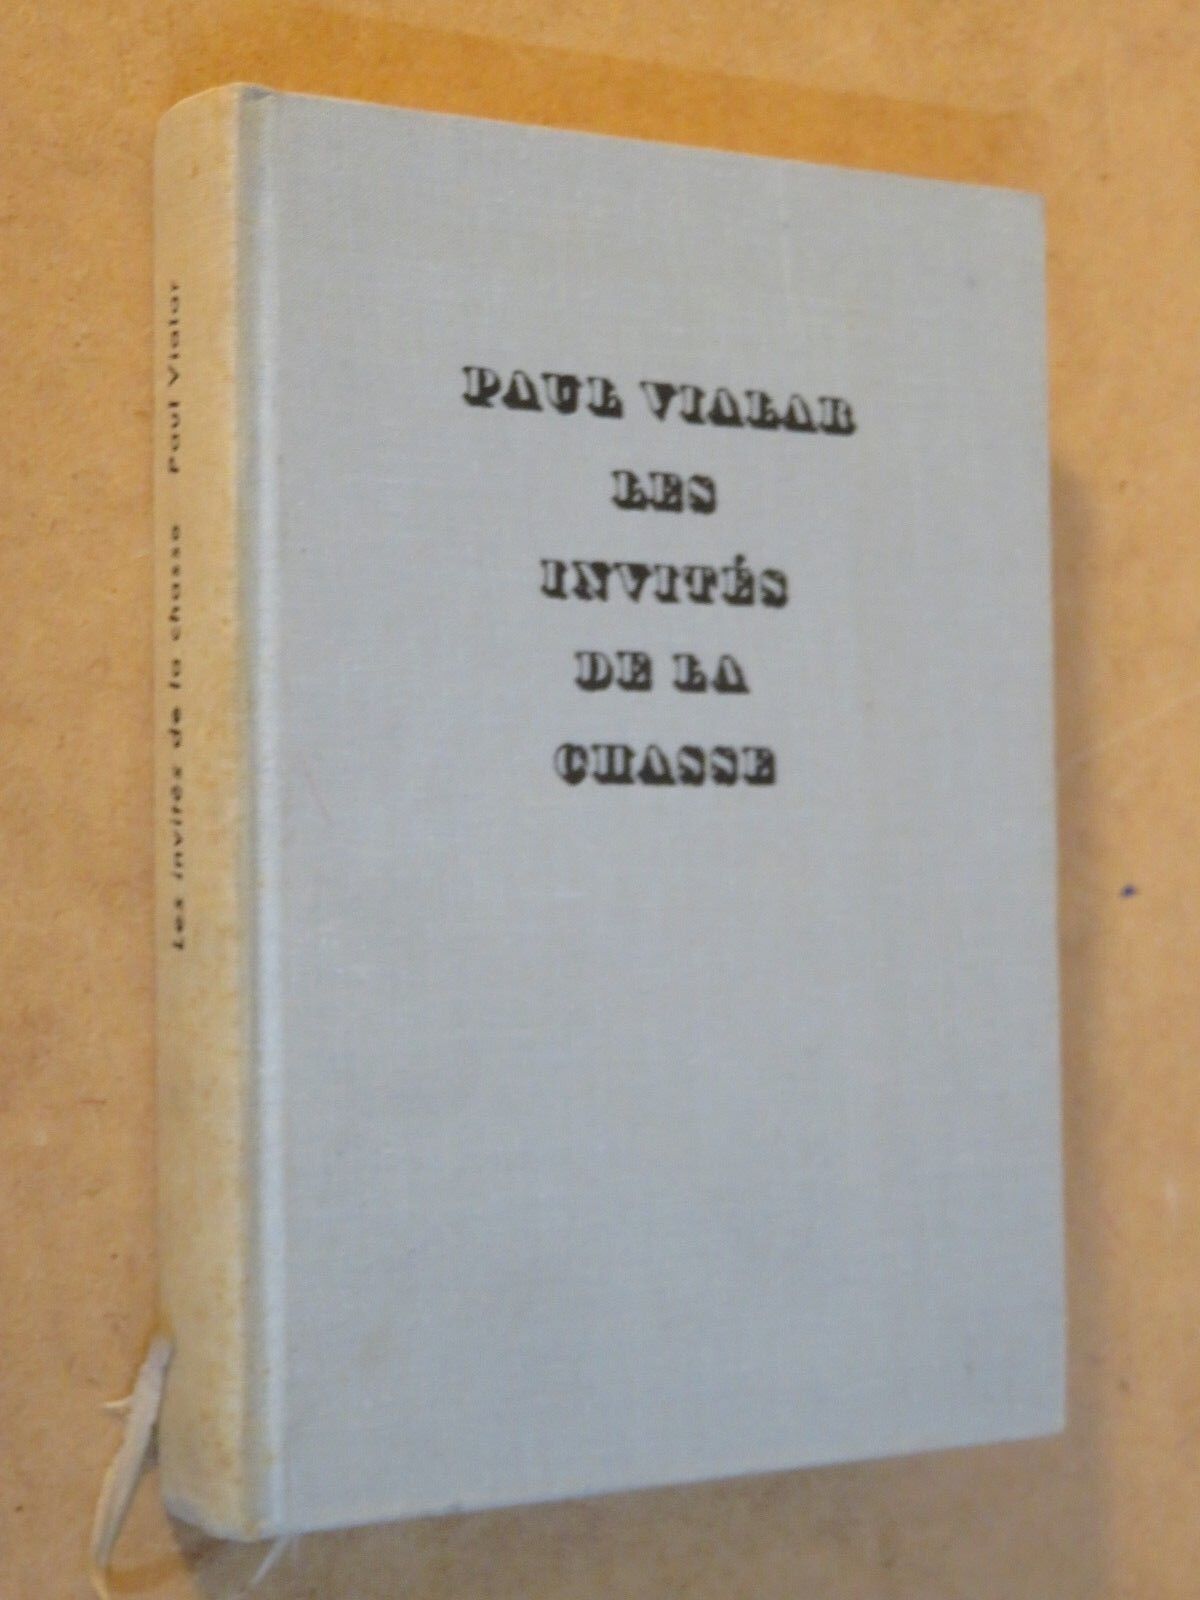 PAUL VIALAR
LES
INVITÉS
DE LA
CHASSE
Les invités de la chasse Paul Vialar